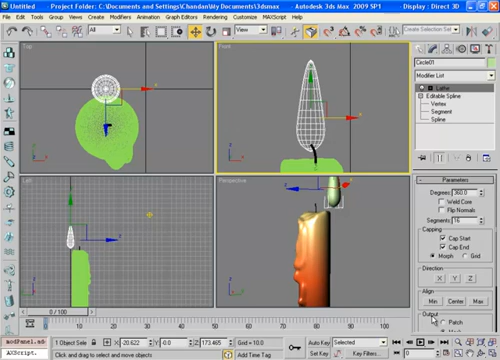 Untitled - Project Folder: C:\Documents and Settings\Chandan\My Documents\3dsmax Autodesk 3ds Max 2009 SP1 - Display : Direct 3D
File Edit Tools Group Views Create Modifiers Animation Graph Editors Rendering Customize MAXScript Help
All View Create Selection Set
Circle01
Modifier List
Lathe
Editable Spline
Vertex
Segment
Spline
Top
Front
Left
Perspective
Parameters
Degrees: 360.0
Weld Core
Flip Normals
Segments: 16
Capping
Cap Start
Cap End
Morph Grid
Direction
X Y Z
Align
Min Center Max
Output
Patch
0 / 100
0 10 20 30 40 50 60 70 80 90 100
1 Object Sele X -20.622 Y -0.0 Z 173.465 Grid = 10.0 Auto Key Selected
AXScript. Click to select and move objects Add Time Tag Set Key Key Filters... 0